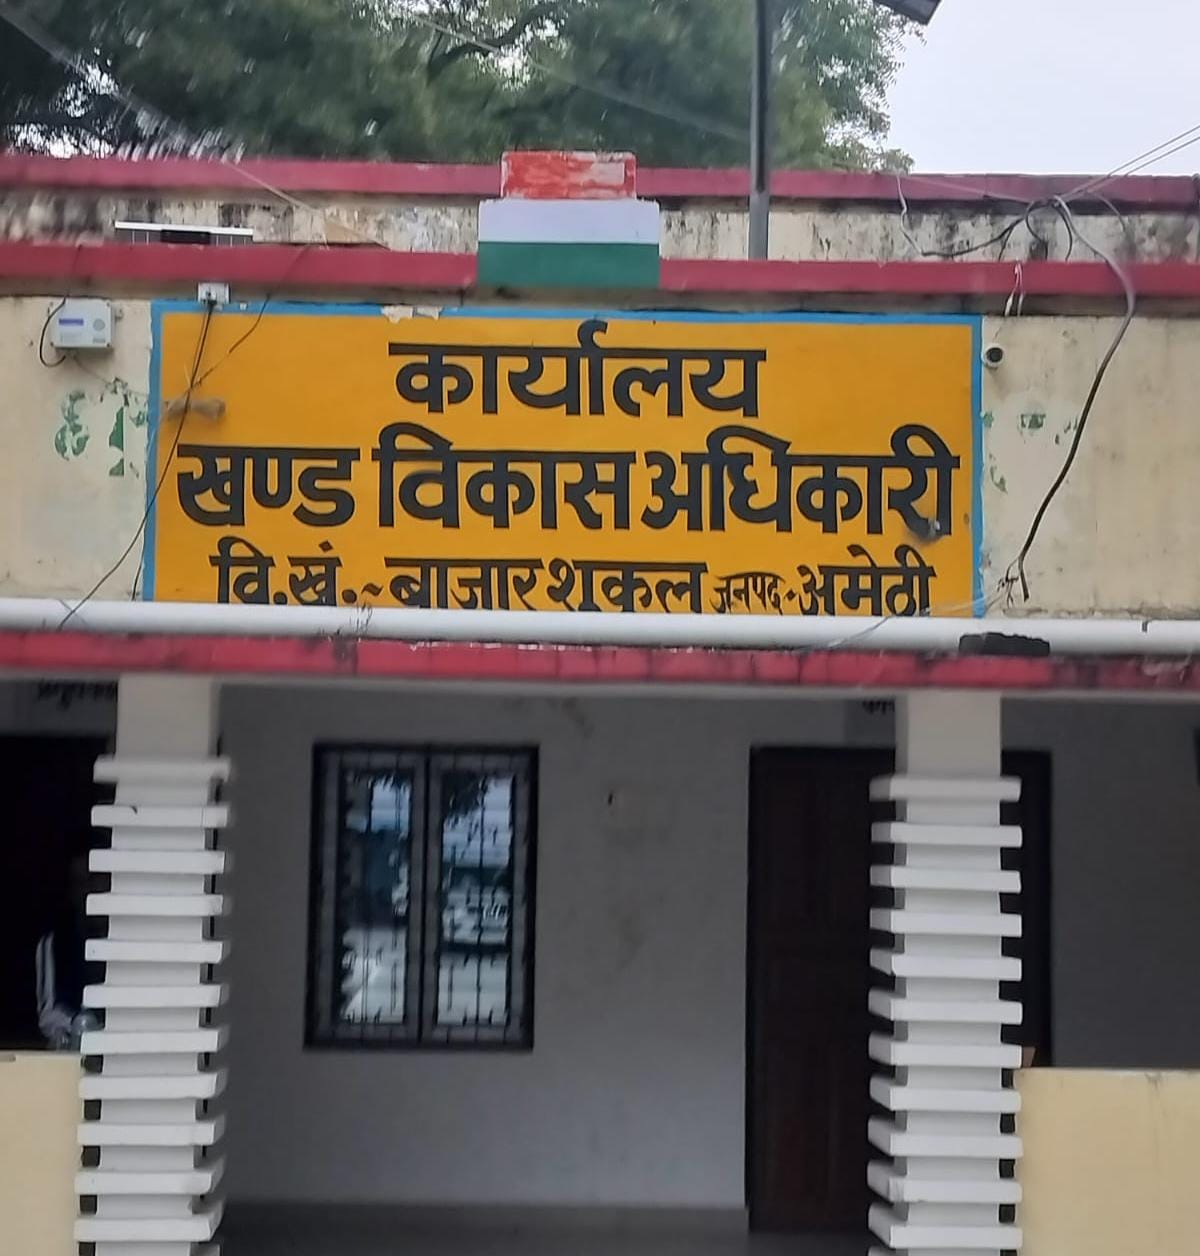 कार्यालय
खण्ड विकास अधिकारी
वि.खं.~बाजार शुकल जनपद-अमेठी